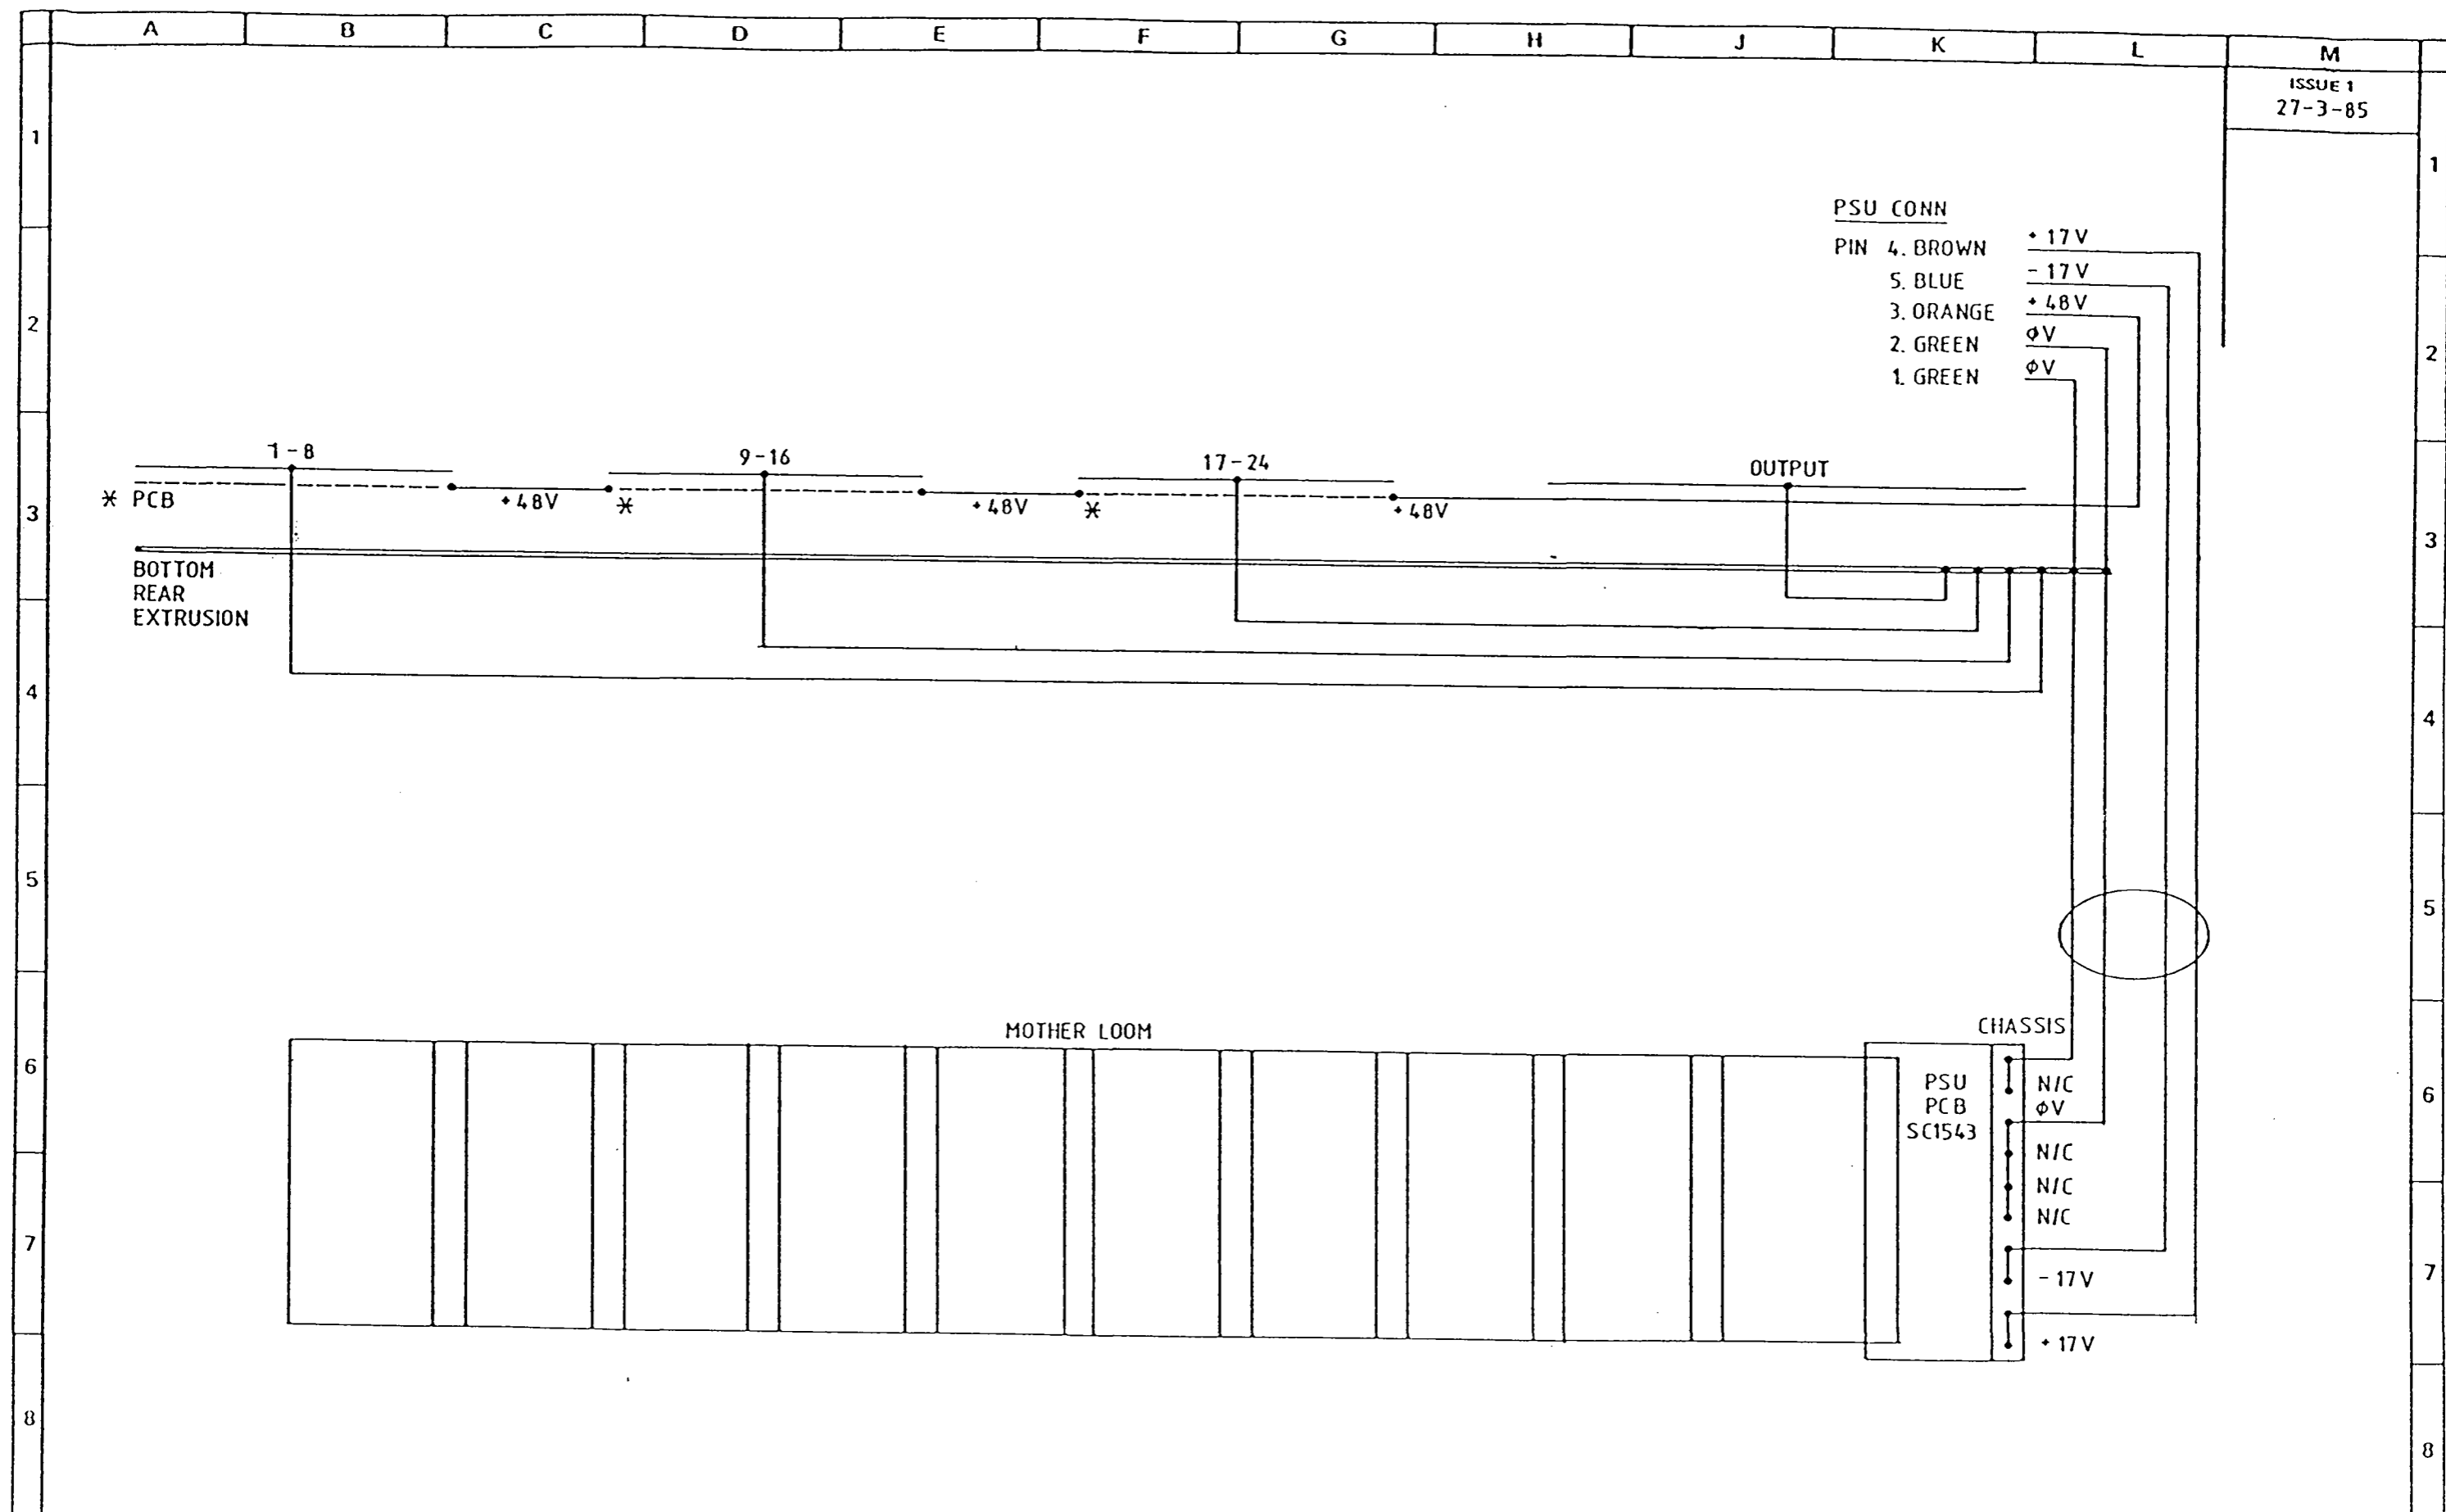 A B C D E F G H J K L M
ISSUE 1
27-3-85
1
1
PSU CONN
PIN 4. BROWN + 17V
5. BLUE - 17V
3. ORANGE + 48V
2. GREEN ϕV
1. GREEN ϕV
2
2
1-8 9-16 17-24 OUTPUT
* PCB +48V * +48V * +48V
3
3
BOTTOM
REAR
EXTRUSION
4
4
5
5
MOTHER LOOM
CHASSIS
6
6
PSU
PCB
SC1543
N/C
ϕV
N/C
N/C
N/C
7
7
- 17V
+ 17V
8
8